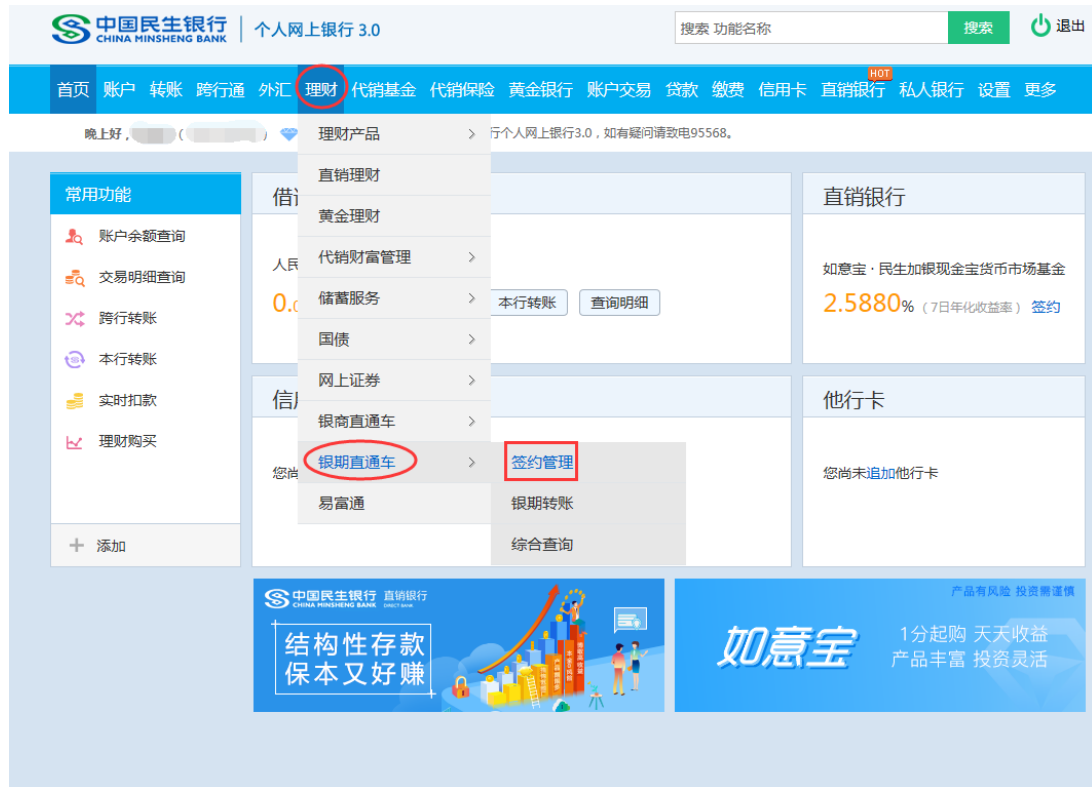 中国民生银行 个人网上银行 3.0 搜索 功能名称 搜索 退出
CHINA MINSHENG BANK
HOT
首页 账户 转账 跨行通 外汇 理财 代销基金 代销保险 黄金银行 账户交易 贷款 缴费 信用卡 直销银行 私人银行 设置 更多
晚上好， ( ) 行个人网上银行3.0，如有疑问请致电95568。
理财产品
直销理财
黄金理财
代销财富管理
储蓄服务
国债
网上证券
银商直通车
银期直通车
易富通
签约管理
银期转账
综合查询
常用功能
账户余额查询
交易明细查询
跨行转账
本行转账
实时扣款
理财购买
添加
人民
0.
本行转账 查询明细
信
您尚
直销银行
如意宝·民生加银现金宝货币市场基金
2.5880% (7日年化收益率) 签约
他行卡
您尚未追加他行卡
中国民生银行 直销银行
CHINA MINSHENG BANK DIRECT BANK
结构性存款
保本又好赚
产品有风险 投资需谨慎
如意宝
1分起购 天天收益
产品丰富 投资灵活